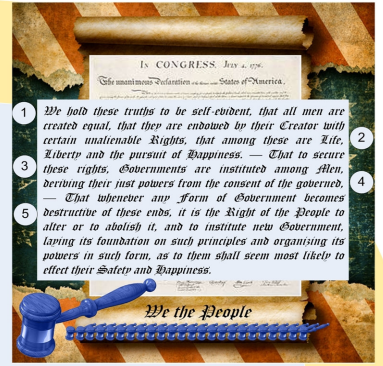 IN CONGRESS, JULY 4, 1776.
The unanimous Declaration of the thirteen united States of America,
1
We hold these truths to be self-evident, that all men are
created equal, that they are endowed by their Creator with
certain unalienable Rights, that among these are Life,
2
Liberty and the pursuit of Happiness. — That to secure
3
these rights, Governments are instituted among Men,
deriving their just powers from the consent of the governed,
4
— That whenever any Form of Government becomes
5
destructive of these ends, it is the Right of the People to
alter or to abolish it, and to institute new Government,
laying its foundation on such principles and organizing its
powers in such form, as to them shall seem most likely to
effect their Safety and Happiness.
We the People